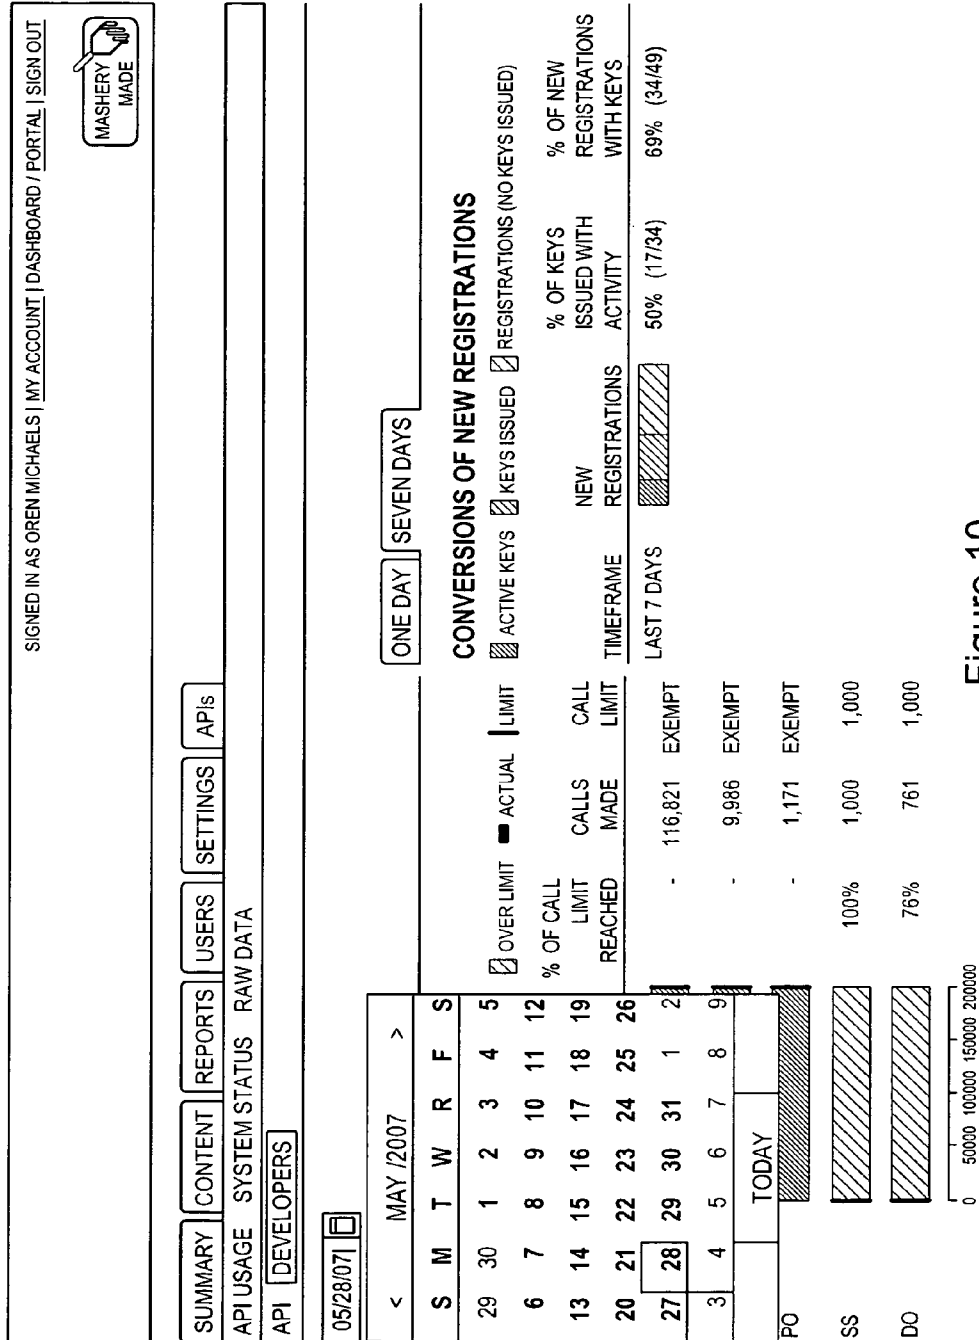 SIGNED IN AS OREN MICHAELS | MY ACCOUNT | DASHBOARD / PORTAL | SIGN OUT
MASHERY
MADE
SUMMARY CONTENT REPORTS USERS SETTINGS APIs
API USAGE SYSTEM STATUS RAW DATA
API DEVELOPERS
05/28/07
ONE DAY SEVEN DAYS
< MAY /2007 >
S M T W R F S
29 30 1 2 3 4 5
6 7 8 9 10 11 12
13 14 15 16 17 18 19
20 21 22 23 24 25 26
27 28 29 30 31 1 2
3 4 5 6 7 8 9
TODAY
OVER LIMIT ACTUAL LIMIT
% OF CALL
LIMIT
REACHED
CALLS
MADE
CALL
LIMIT
- 116,821 EXEMPT
- 9,986 EXEMPT
PO - 1,171 EXEMPT
SS 100% 1,000 1,000
DO 76% 761 1,000
0 50000 100000 150000 200000
CONVERSIONS OF NEW REGISTRATIONS
ACTIVE KEYS KEYS ISSUED REGISTRATIONS (NO KEYS ISSUED)
TIMEFRAME
NEW
REGISTRATIONS
% OF KEYS
ISSUED WITH
ACTIVITY
% OF NEW
REGISTRATIONS
WITH KEYS
LAST 7 DAYS 50% (17/34) 69% (34/49)
Figure 10